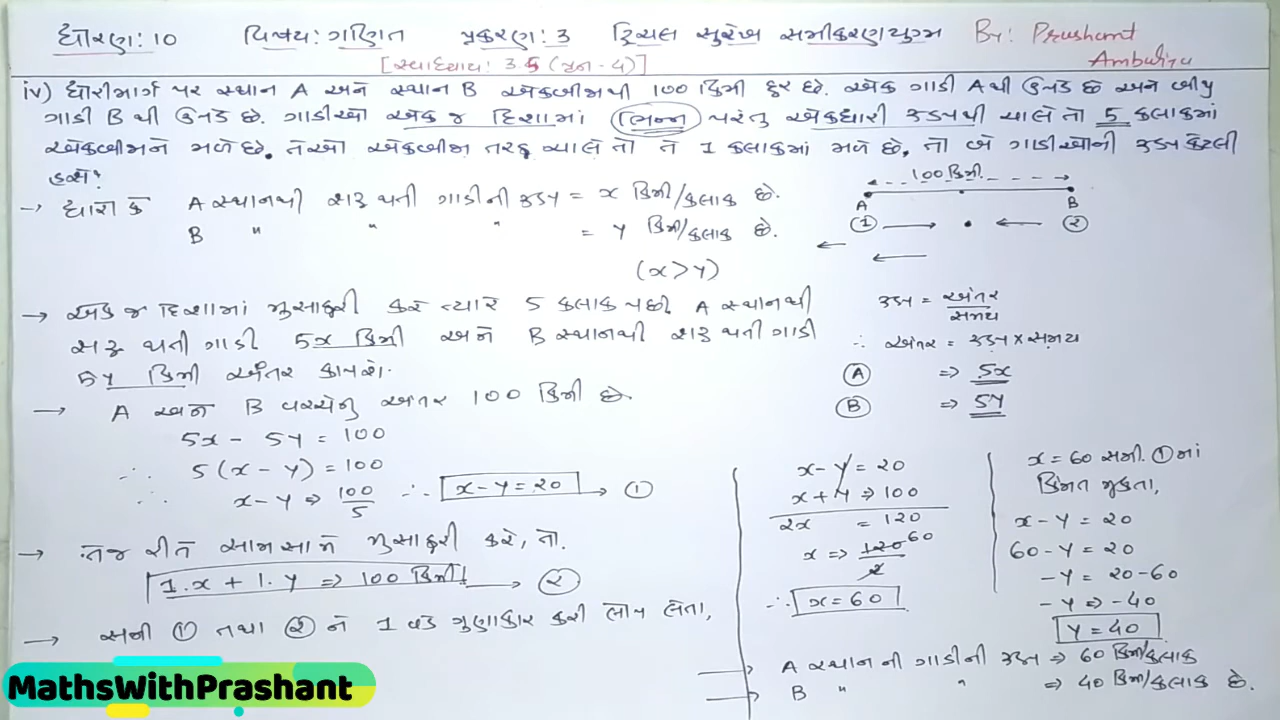 ધોરણ: 10 વિષય: ગણિત પ્રકરણ: 3 દ્વિચલ સુરેખ સમીકરણયુગ્મ By: Prashant Ambaliya
[સ્વાધ્યાય: 3.5 (પ્રશ્ન - 4)]
iv) ધોરીમાર્ગ પર સ્થાન A અને સ્થાન B એકબીજાથી 100 કિમી દૂર છે. એક ગાડી A થી ઉપડે છે અને બીજી
ગાડી B થી ઉપડે છે. ગાડીઓ એક જ દિશામાં ભિન્ન પરંતુ એકધારી ઝડપથી ચાલે તો 5 કલાકમાં
એકબીજાને મળે છે. તેઓ એકબીજા તરફ ચાલે તો તે 1 કલાકમાં મળે છે, તો બે ગાડીઓની ઝડપ કેટલી
હશે?
→ ધારો કે A સ્થાનથી શરૂ થતી ગાડીની ઝડપ = x કિમી/કલાક છે.
B " " " = y કિમી/કલાક છે.
(x > y)
100 કિમી.
A B
① → • ← ②
→ એક જ દિશામાં મુસાફરી કરે ત્યારે 5 કલાક પછી A સ્થાનથી
શરૂ થતી ગાડી 5x કિમી અને B સ્થાનથી શરૂ થતી ગાડી
5y કિમી અંતર કાપશે.
ઝડપ = અંતર / સમય
∴ અંતર = ઝડપ × સમય
Ⓐ ⇒ 5x
Ⓑ ⇒ 5y
→ A અને B વચ્ચેનું અંતર 100 કિમી છે.
5x - 5y = 100
∴ 5(x - y) = 100
∴ x - y ⇒ 100/5 ∴ x - y = 20 → ①
→ તેજ રીતે સામસામે મુસાફરી કરે, તો.
1.x + 1.y ⇒ 100 કિમી → ②
→ સમી ① તથા ② ને 1 વડે ગુણાકાર કરી લોપ લેતા,
x - y = 20
x + y ⇒ 100
2x = 120
x ⇒ 120/2 60
∴ x = 60
x = 60 સમી. ① માં
કિંમત મૂકતા,
x - y = 20
60 - y = 20
- y = 20 - 60
- y ⇒ - 40
y = 40
→ A સ્થાન ની ગાડીની ઝડપ ⇒ 60 કિમી/કલાક
→ B " " ⇒ 40 કિમી/કલાક છે.
MathsWithPrashant